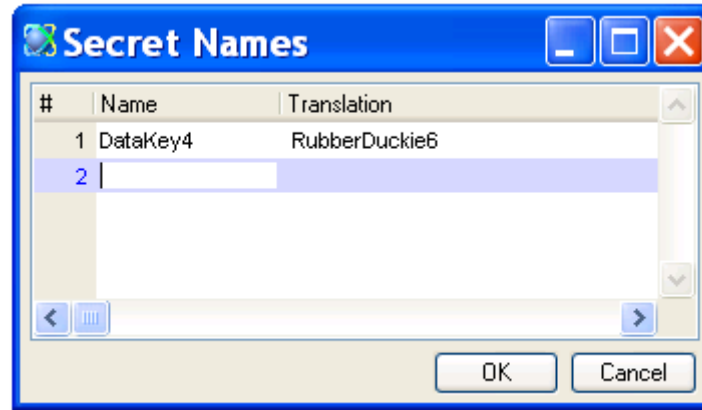 Secret Names
# Name Translation
1 DataKey4 RubberDuckie6
2
OK Cancel